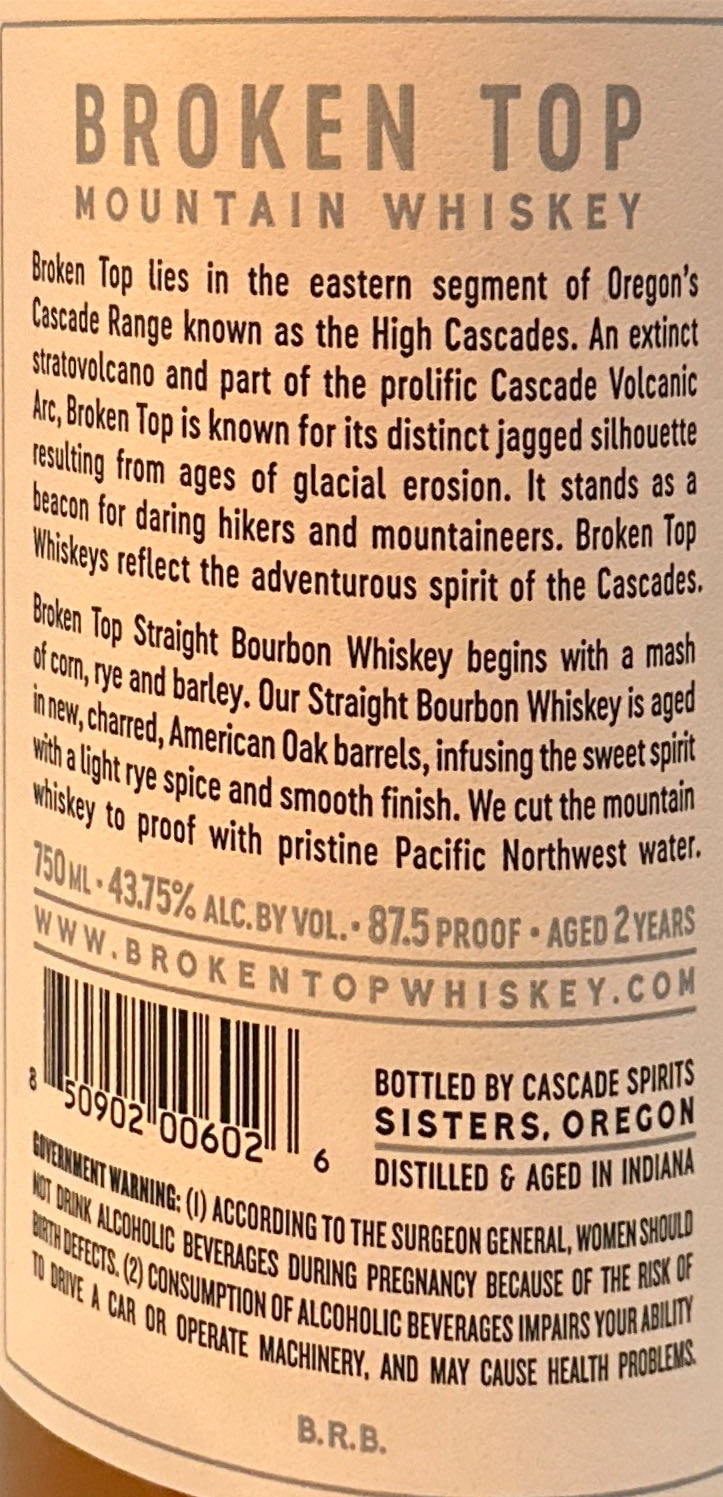 BROKEN TOP
MOUNTAIN WHISKEY
Broken Top lies in the eastern segment of Oregon's
Cascade Range known as the High Cascades. An extinct
stratovolcano and part of the prolific Cascade Volcanic
Arc, Broken Top is known for its distinct jagged silhouette
resulting from ages of glacial erosion. It stands as a
beacon for daring hikers and mountaineers. Broken Top
Whiskeys reflect the adventurous spirit of the Cascades.
Broken Top Straight Bourbon Whiskey begins with a mash
of corn, rye and barley. Our Straight Bourbon Whiskey is aged
in new, charred, American Oak barrels, infusing the sweet spirit
with a light rye spice and smooth finish. We cut the mountain
whiskey to proof with pristine Pacific Northwest water.
750 ML • 43.75% ALC. BY VOL. • 87.5 PROOF • AGED 2 YEARS
WWW.BROKENTOPWHISKEY.COM
8 50902 00602 6
BOTTLED BY CASCADE SPIRITS
SISTERS, OREGON
DISTILLED & AGED IN INDIANA
GOVERNMENT WARNING: (1) ACCORDING TO THE SURGEON GENERAL, WOMEN SHOULD
NOT DRINK ALCOHOLIC BEVERAGES DURING PREGNANCY BECAUSE OF THE RISK OF
BIRTH DEFECTS. (2) CONSUMPTION OF ALCOHOLIC BEVERAGES IMPAIRS YOUR ABILITY
TO DRIVE A CAR OR OPERATE MACHINERY, AND MAY CAUSE HEALTH PROBLEMS.
B.R.B.